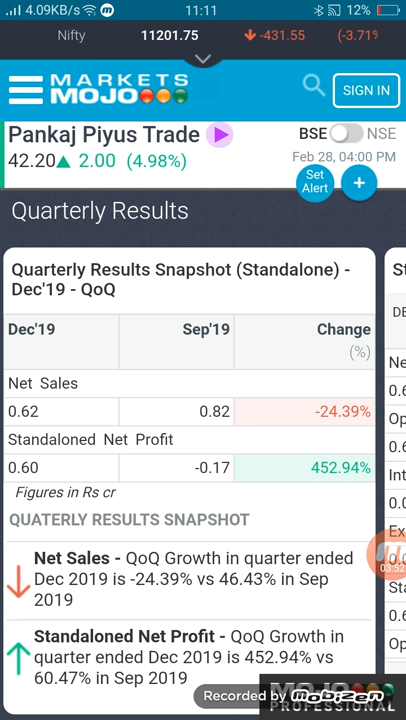 4.09KB/s 11:11 12%
Nifty 11201.75 -431.55 (-3.71%
MARKETS
MOJO
SIGN IN
Pankaj Piyus Trade BSE NSE
42.20 2.00 (4.98%) Feb 28, 04:00 PM
Set
Alert +
Quarterly Results
Quarterly Results Snapshot (Standalone) -
Dec'19 - QoQ
Dec'19 Sep'19 Change
(%)
Net Sales
0.62 0.82 -24.39%
Standaloned Net Profit
0.60 -0.17 452.94%
Figures in Rs cr
QUATERLY RESULTS SNAPSHOT
Net Sales - QoQ Growth in quarter ended
Dec 2019 is -24.39% vs 46.43% in Sep
2019
Standaloned Net Profit - QoQ Growth in
quarter ended Dec 2019 is 452.94% vs
60.47% in Sep 2019
03:52
Recorded by mobizen
MOJO
PROFESSIONAL